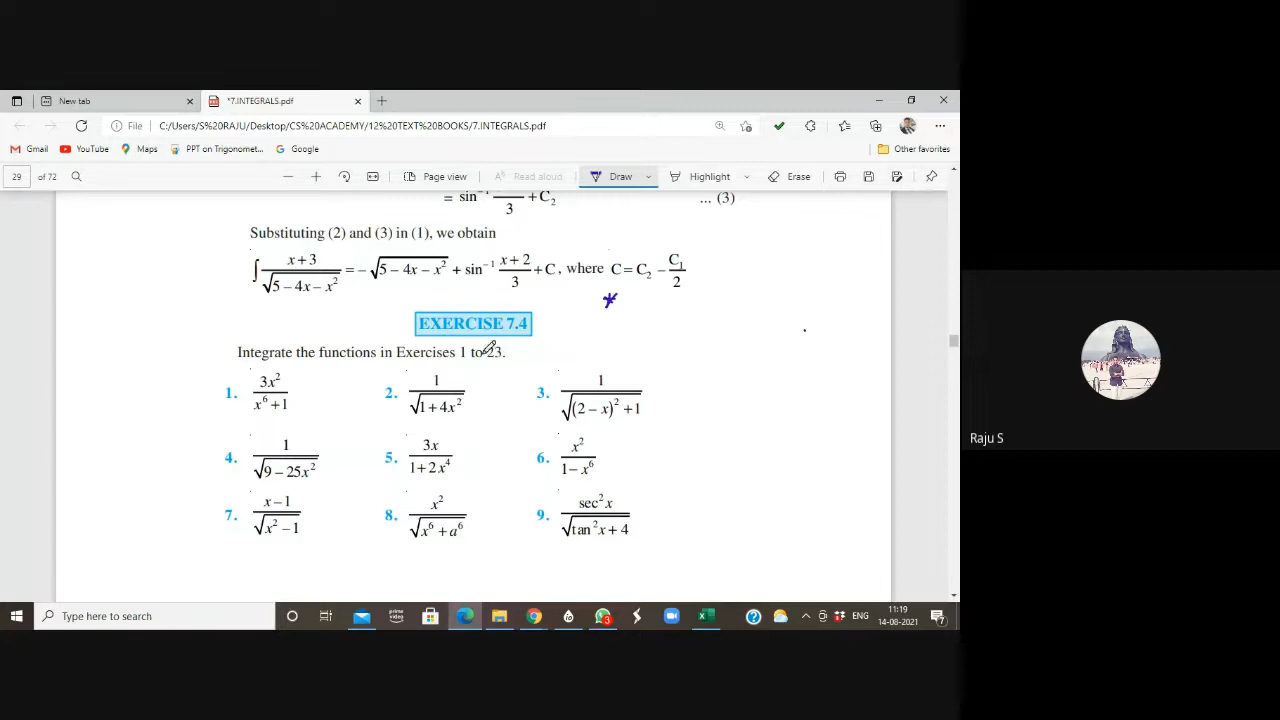 New tab
*7.INTEGRALS.pdf
File C:/Users/S%20RAJU/Desktop/CS%20ACADEMY/12%20TEXT%20BOOKS/7.INTEGRALS.pdf
Gmail YouTube Maps PPT on Trigonomet... Google Other favorites
29 of 72 Page view Read aloud Draw Highlight Erase
= sin⁻¹ ___/3 + C₂ ... (3)
Substituting (2) and (3) in (1), we obtain
∫ (x+3)/√(5 – 4x – x²) = – √(5 – 4x – x²) + sin⁻¹ (x+2)/3 + C, where C = C₂ – C₁/2
EXERCISE 7.4
Integrate the functions in Exercises 1 to 23.
1. 3x²/(x⁶+1) 2. 1/√(1+4x²) 3. 1/√((2 – x)²+1)
4. 1/√(9 – 25x²) 5. 3x/(1+2x⁴) 6. x²/(1– x⁶)
7. (x – 1)/√(x² – 1) 8. x²/√(x⁶ + a⁶) 9. sec²x/√(tan²x+4)
Raju S
Type here to search
prime video
3
ENG
11:19
14-08-2021
7